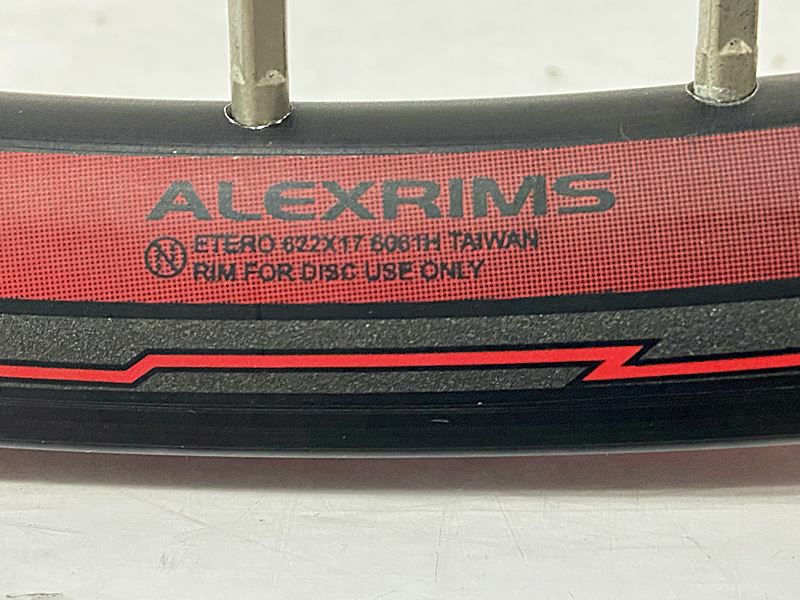 ALEXRIMS
N ETERO 622X17 6061H TAIWAN
RIM FOR DISC USE ONLY